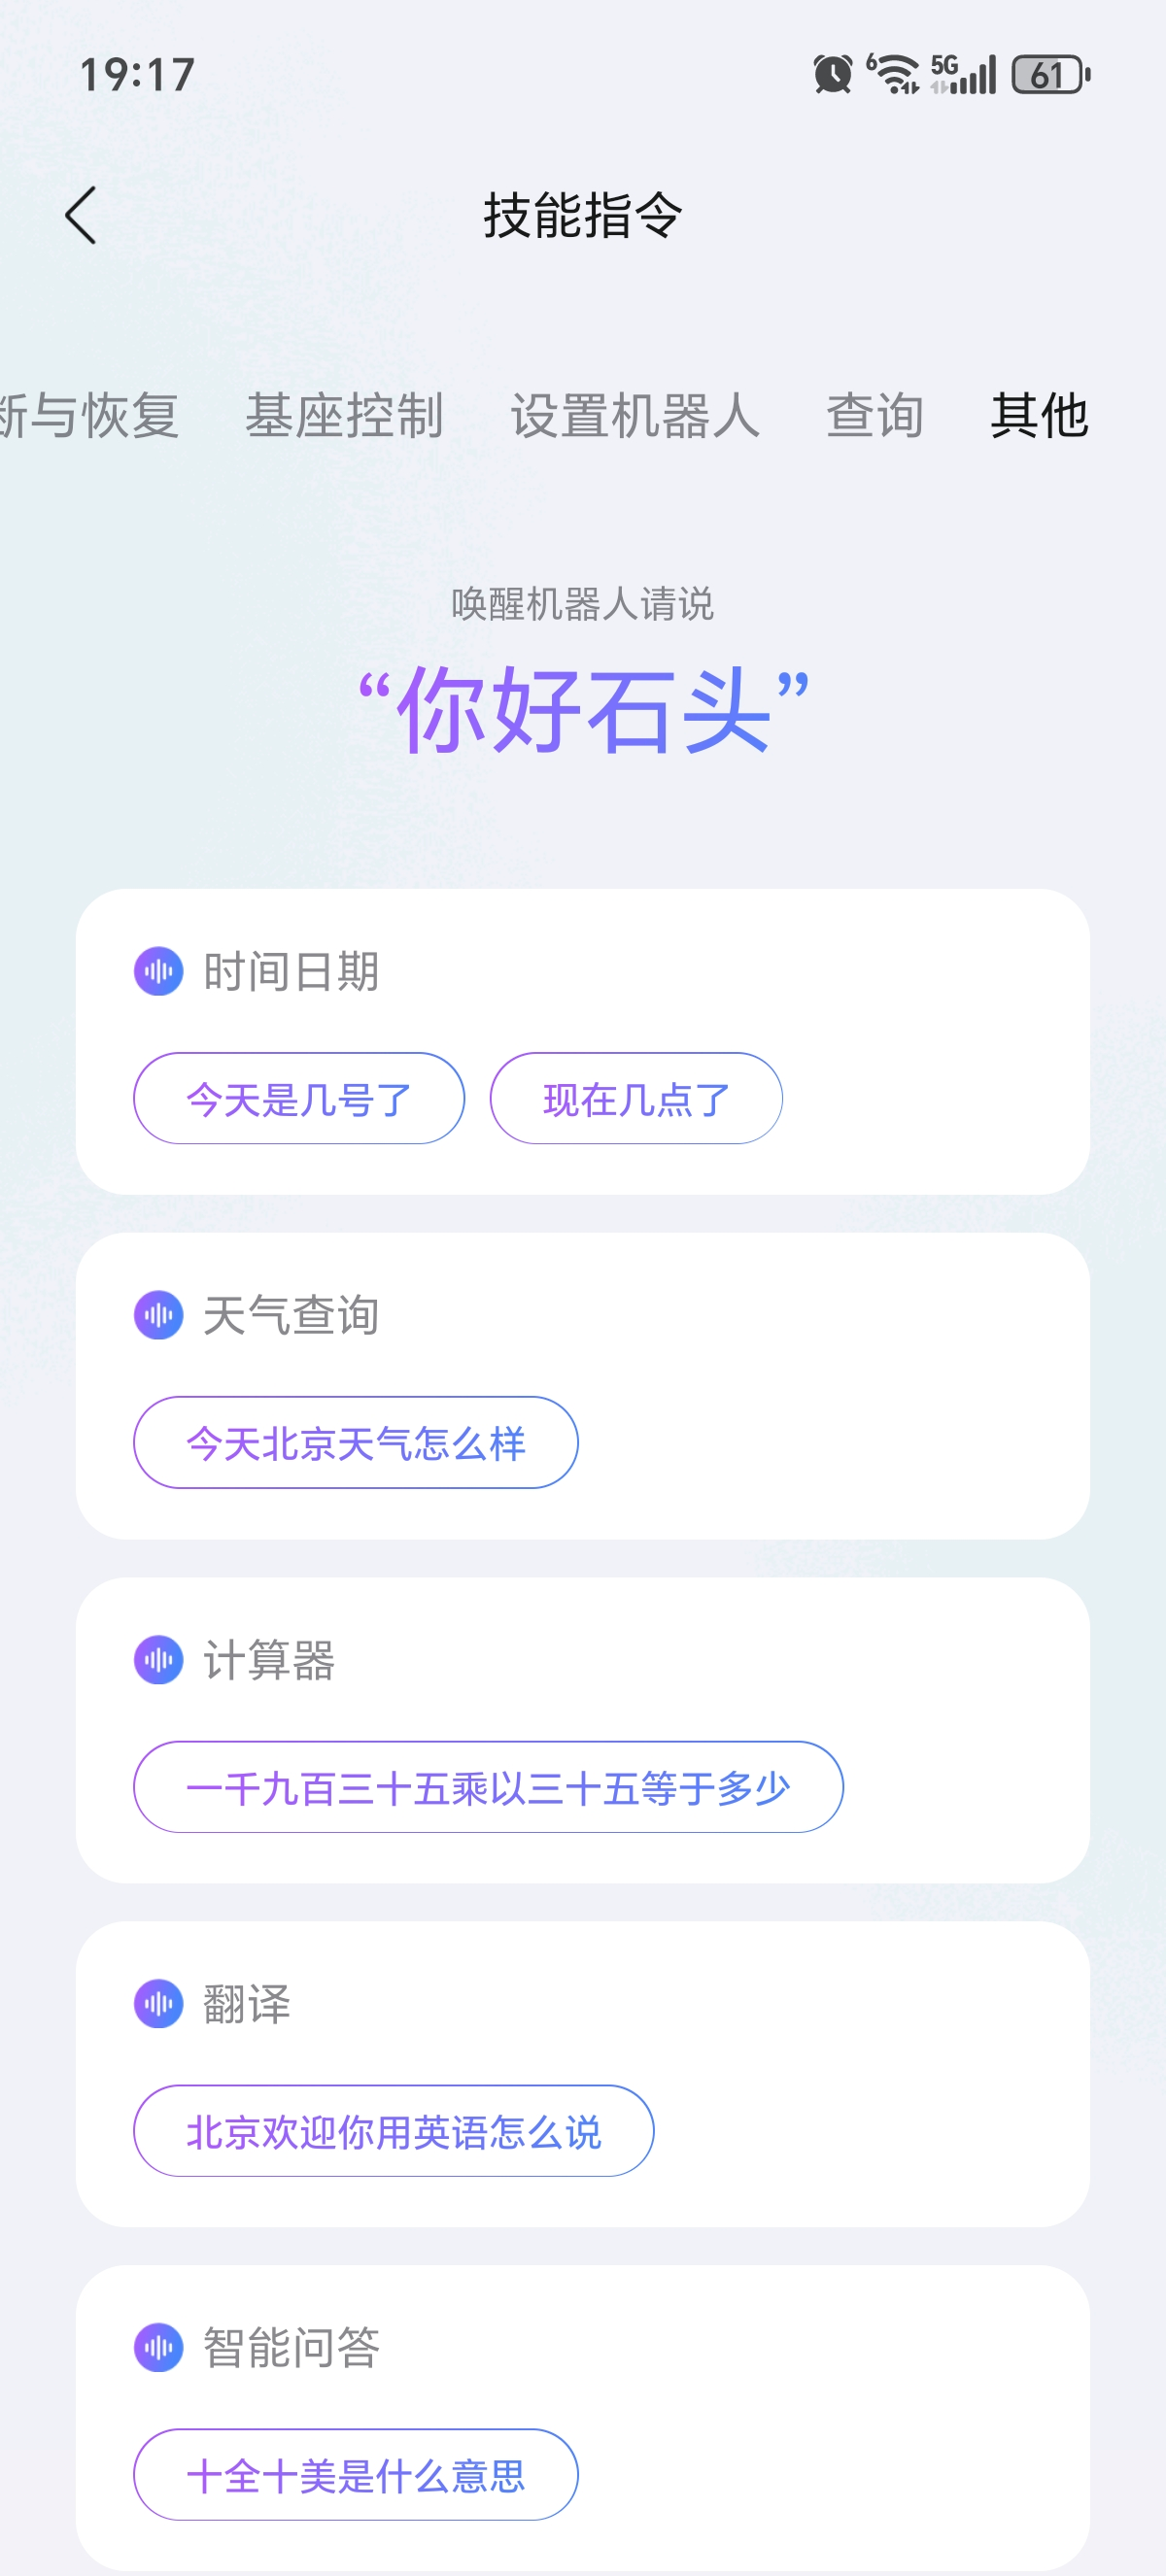 19:17
6 5G 61
技能指令
断与恢复 基座控制 设置机器人 查询 其他
唤醒机器人请说
“你好石头”
时间日期
今天是几号了 现在几点了
天气查询
今天北京天气怎么样
计算器
一千九百三十五乘以三十五等于多少
翻译
北京欢迎你用英语怎么说
智能问答
十全十美是什么意思